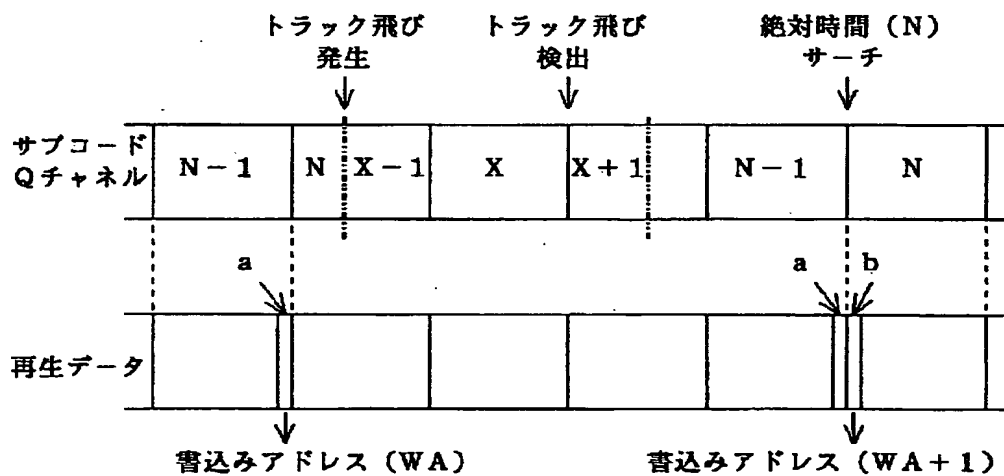 トラック飛び
発生
トラック飛び
検出
絶対時間（N）
サーチ
サブコード
Qチャネル
N－1
N
X－1
X
X＋1
N－1
N
a
a
b
再生データ
書込みアドレス（WA）
書込みアドレス（WA＋1）